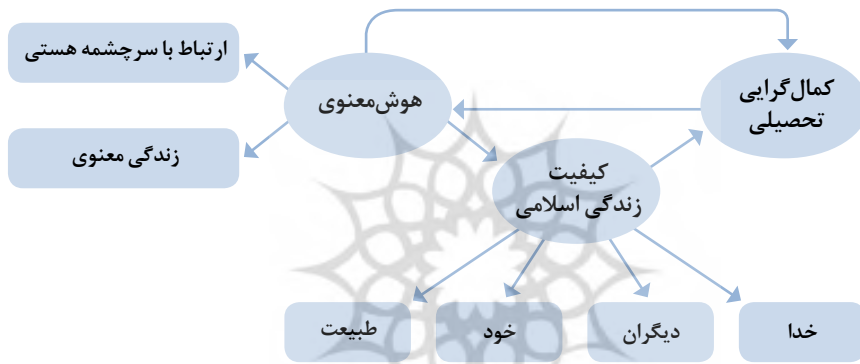 ارتباط با سرچشمه هستی
کمال‌گرایی
تحصیلی
هوش‌معنوی
زندگی معنوی
کیفیت
زندگی اسلامی
خدا
دیگران
خود
طبیعت